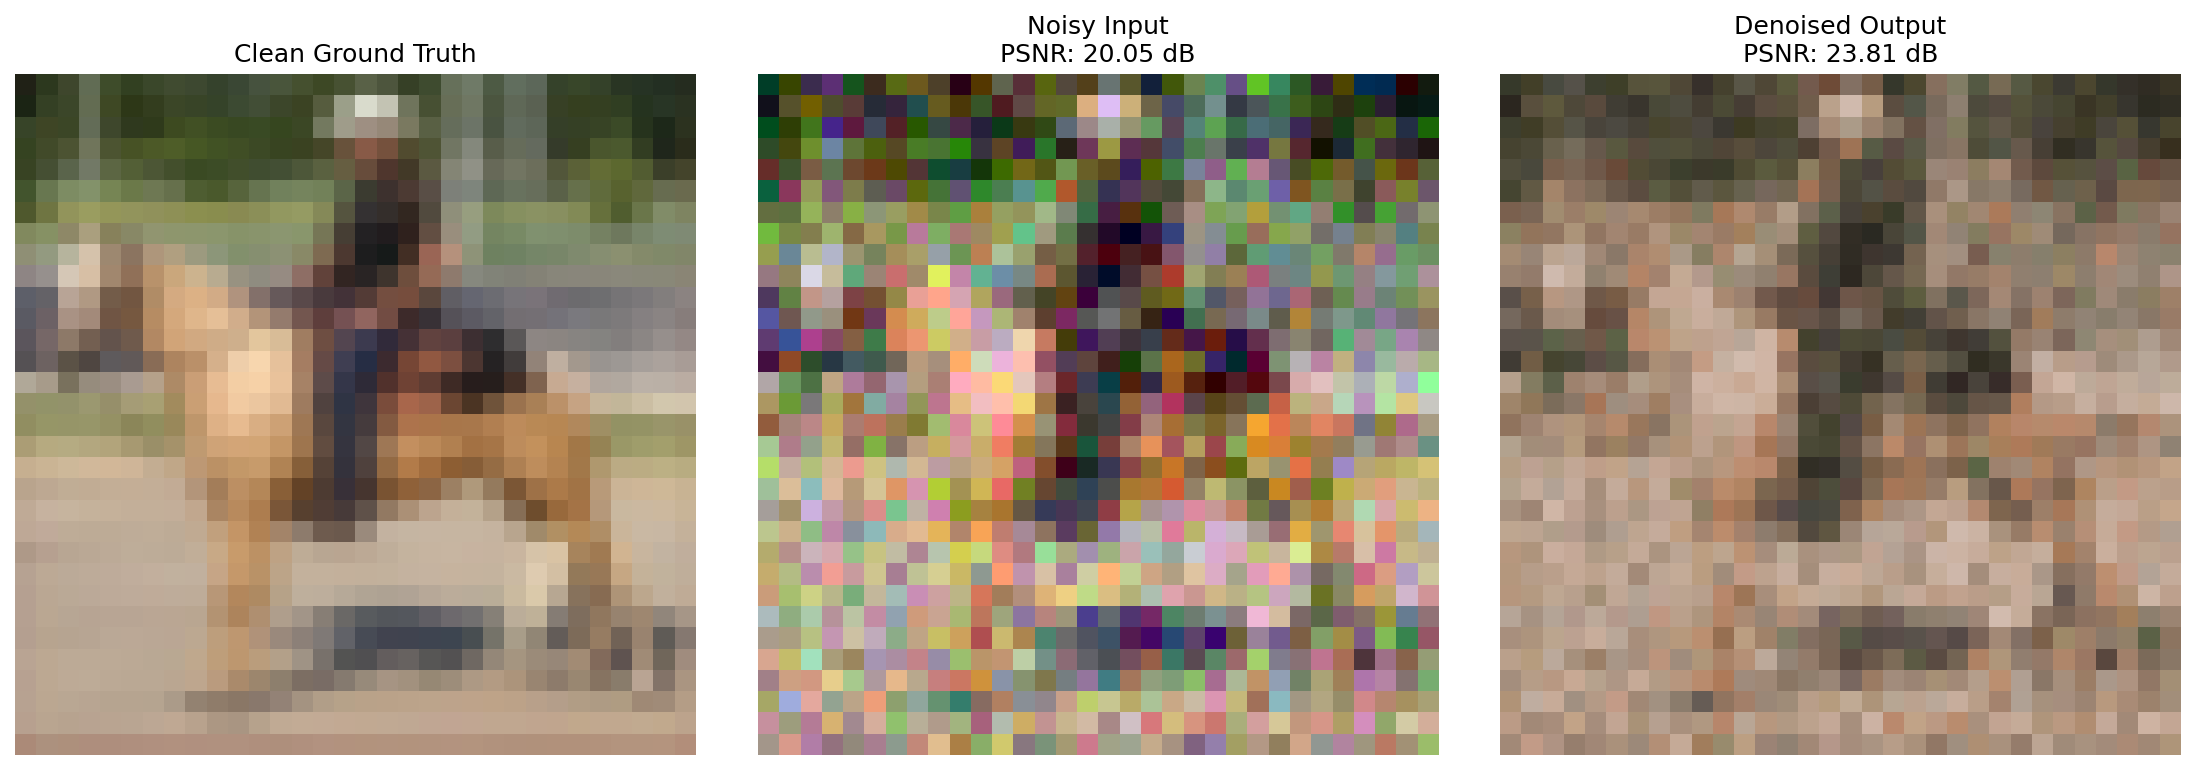 Clean Ground Truth
Noisy Input
PSNR: 20.05 dB
Denoised Output
PSNR: 23.81 dB